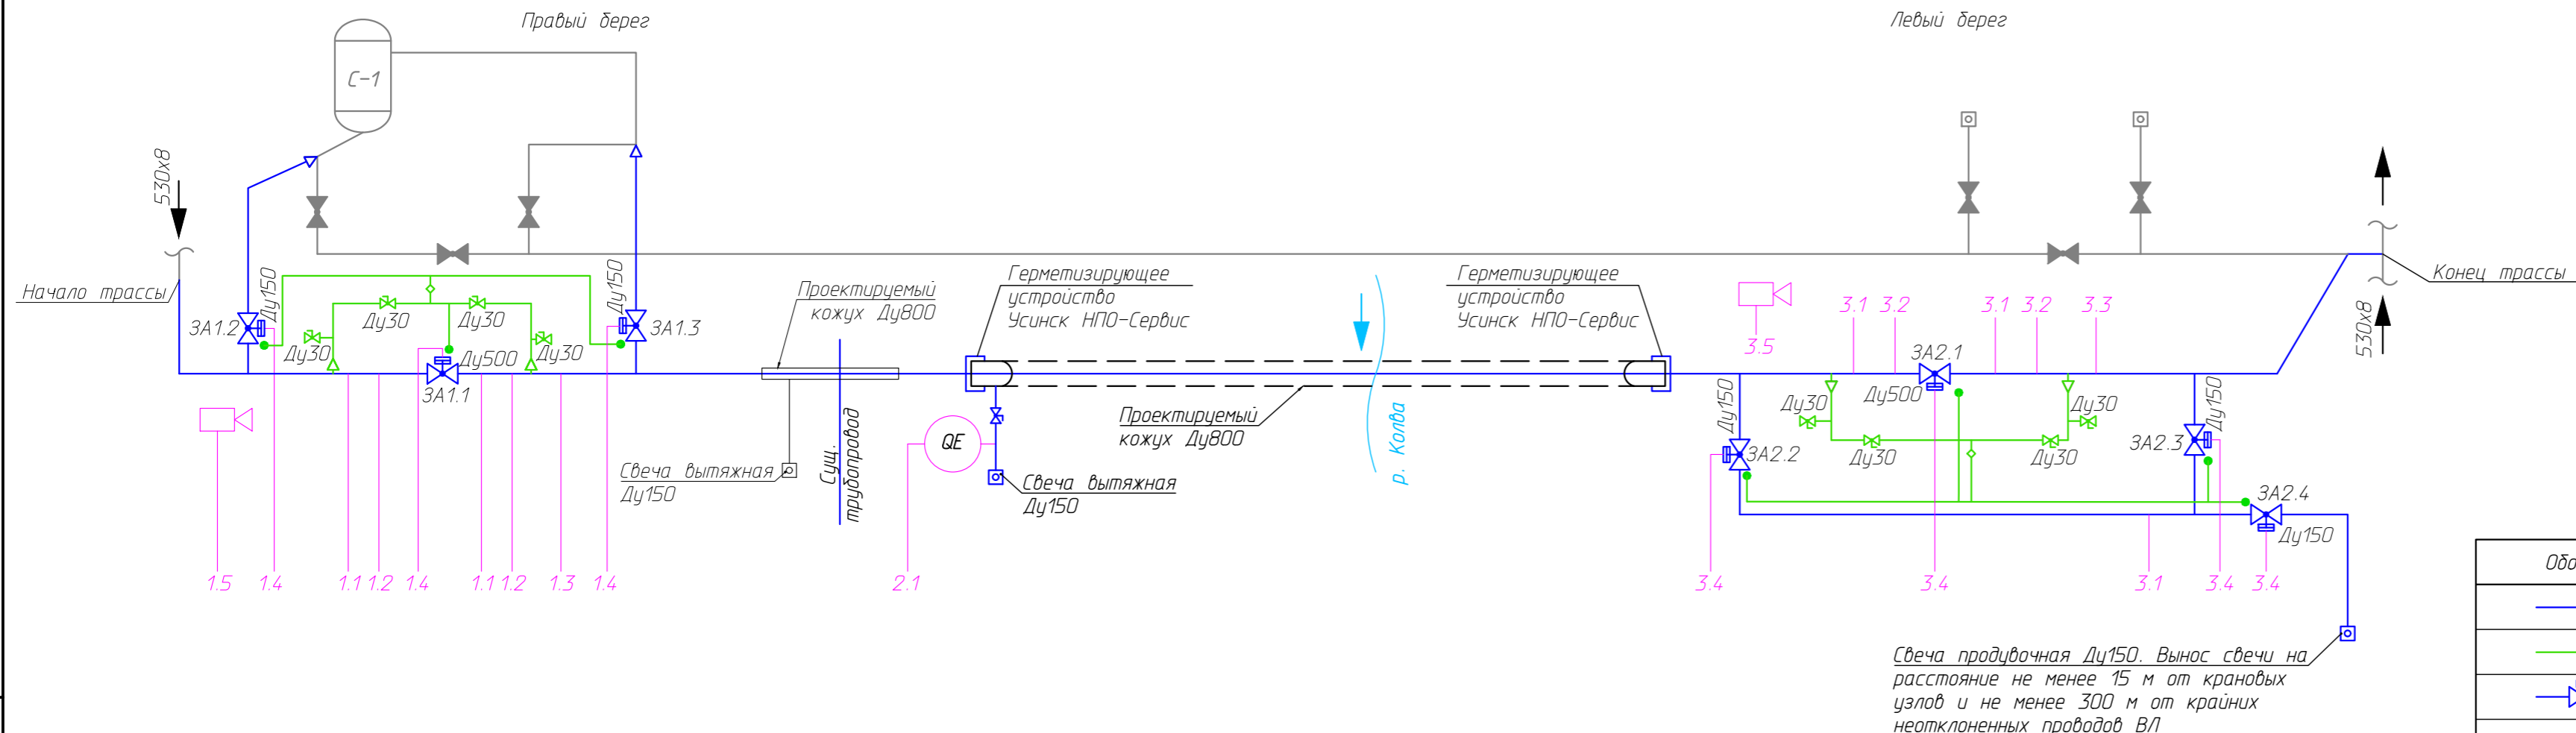 Правый берег
Левый берег
С-1
530х8
Начало трассы
ЗА1.2
Ду150
Ду30
Ду30
Ду30
Ду30
Ду500
ЗА1.1
Ду150
ЗА1.3
1.5
1.4
1.1
1.2
1.4
1.1
1.2
1.3
1.4
Проектируемый
кожух Ду800
Свеча вытяжная
Ду150
Сущ.
трубопровод
Герметизирующее
устройство
Усинск НПО-Сервис
QE
2.1
Свеча вытяжная
Ду150
Проектируемый
кожух Ду800
р. Колва
Герметизирующее
устройство
Усинск НПО-Сервис
3.5
3.1
3.2
3.1
3.2
3.3
ЗА2.1
Ду500
Ду150
ЗА2.2
Ду30
Ду30
Ду30
Ду30
Ду150
ЗА2.3
ЗА2.4
Ду150
3.4
3.4
3.1
3.4
3.4
530х8
Конец трассы
Свеча продувочная Ду150. Вынос свечи на
расстояние не менее 15 м от крановых
узлов и не менее 300 м от крайних
неотклоненных проводов ВЛ
Обо